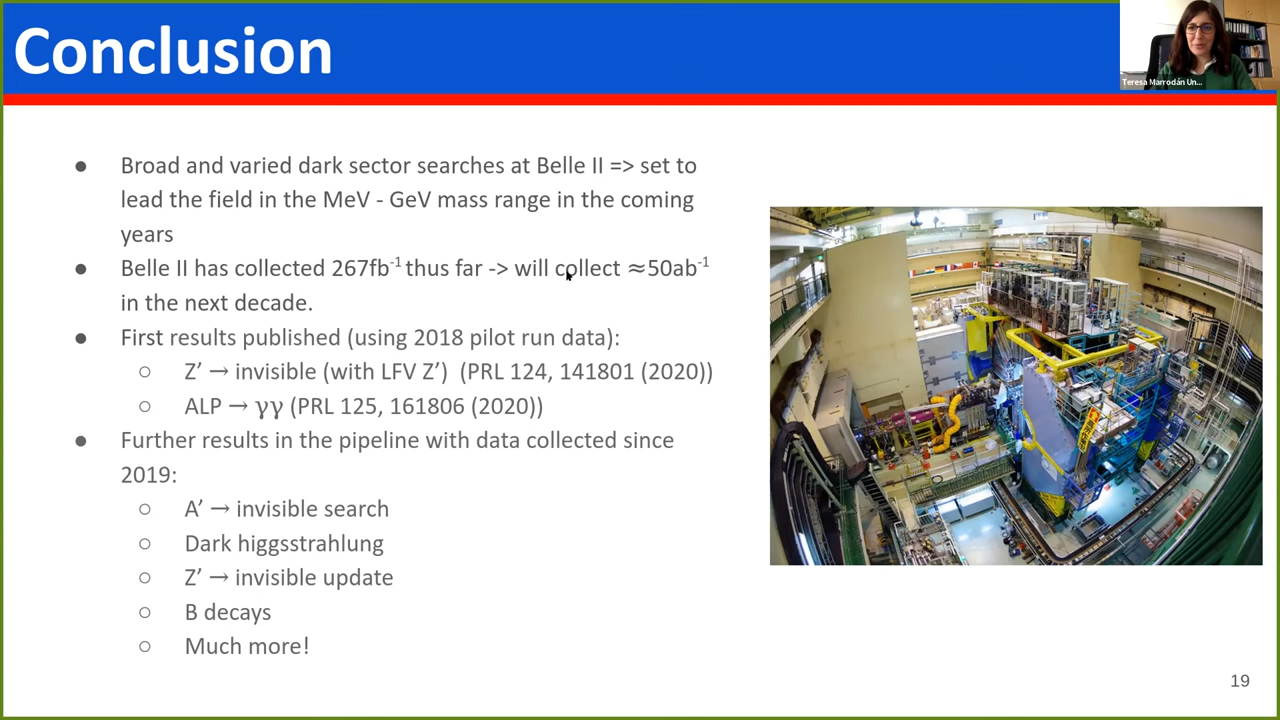 Conclusion
Teresa Marrodán Un...
● Broad and varied dark sector searches at Belle II => set to
lead the field in the MeV - GeV mass range in the coming
years
● Belle II has collected 267fb⁻¹ thus far -> will collect ≈50ab⁻¹
in the next decade.
● First results published (using 2018 pilot run data):
○ Z’ → invisible (with LFV Z’) (PRL 124, 141801 (2020))
○ ALP → γγ (PRL 125, 161806 (2020))
● Further results in the pipeline with data collected since
2019:
○ A’ → invisible search
○ Dark higgsstrahlung
○ Z’ → invisible update
○ B decays
○ Much more!
19